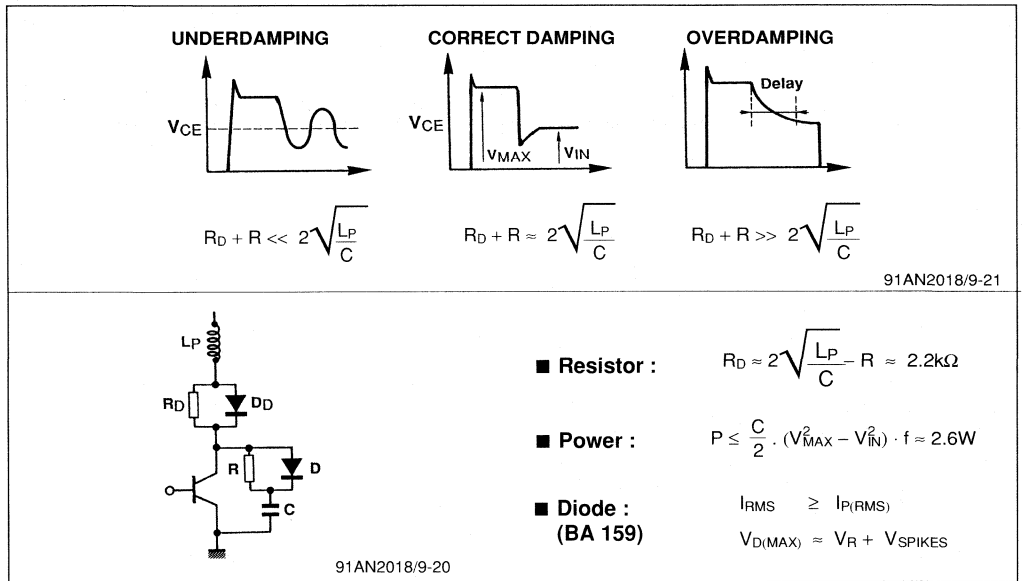 UNDERDAMPING
CORRECT DAMPING
OVERDAMPING
VCE
VCE
VMAX
VIN
Delay
RD + R << 2√(LP/C)
RD + R ≈ 2√(LP/C)
RD + R >> 2√(LP/C)
91AN2018/9-21
LP
RD
DD
R
D
C
91AN2018/9-20
■ Resistor : RD ≈ 2√(LP/C) – R ≈ 2.2kΩ
■ Power : P ≤ C/2 . (V²MAX – V²IN) · f ≈ 2.6W
■ Diode : IRMS ≥ IP(RMS)
(BA 159) VD(MAX) ≈ VR + VSPIKES